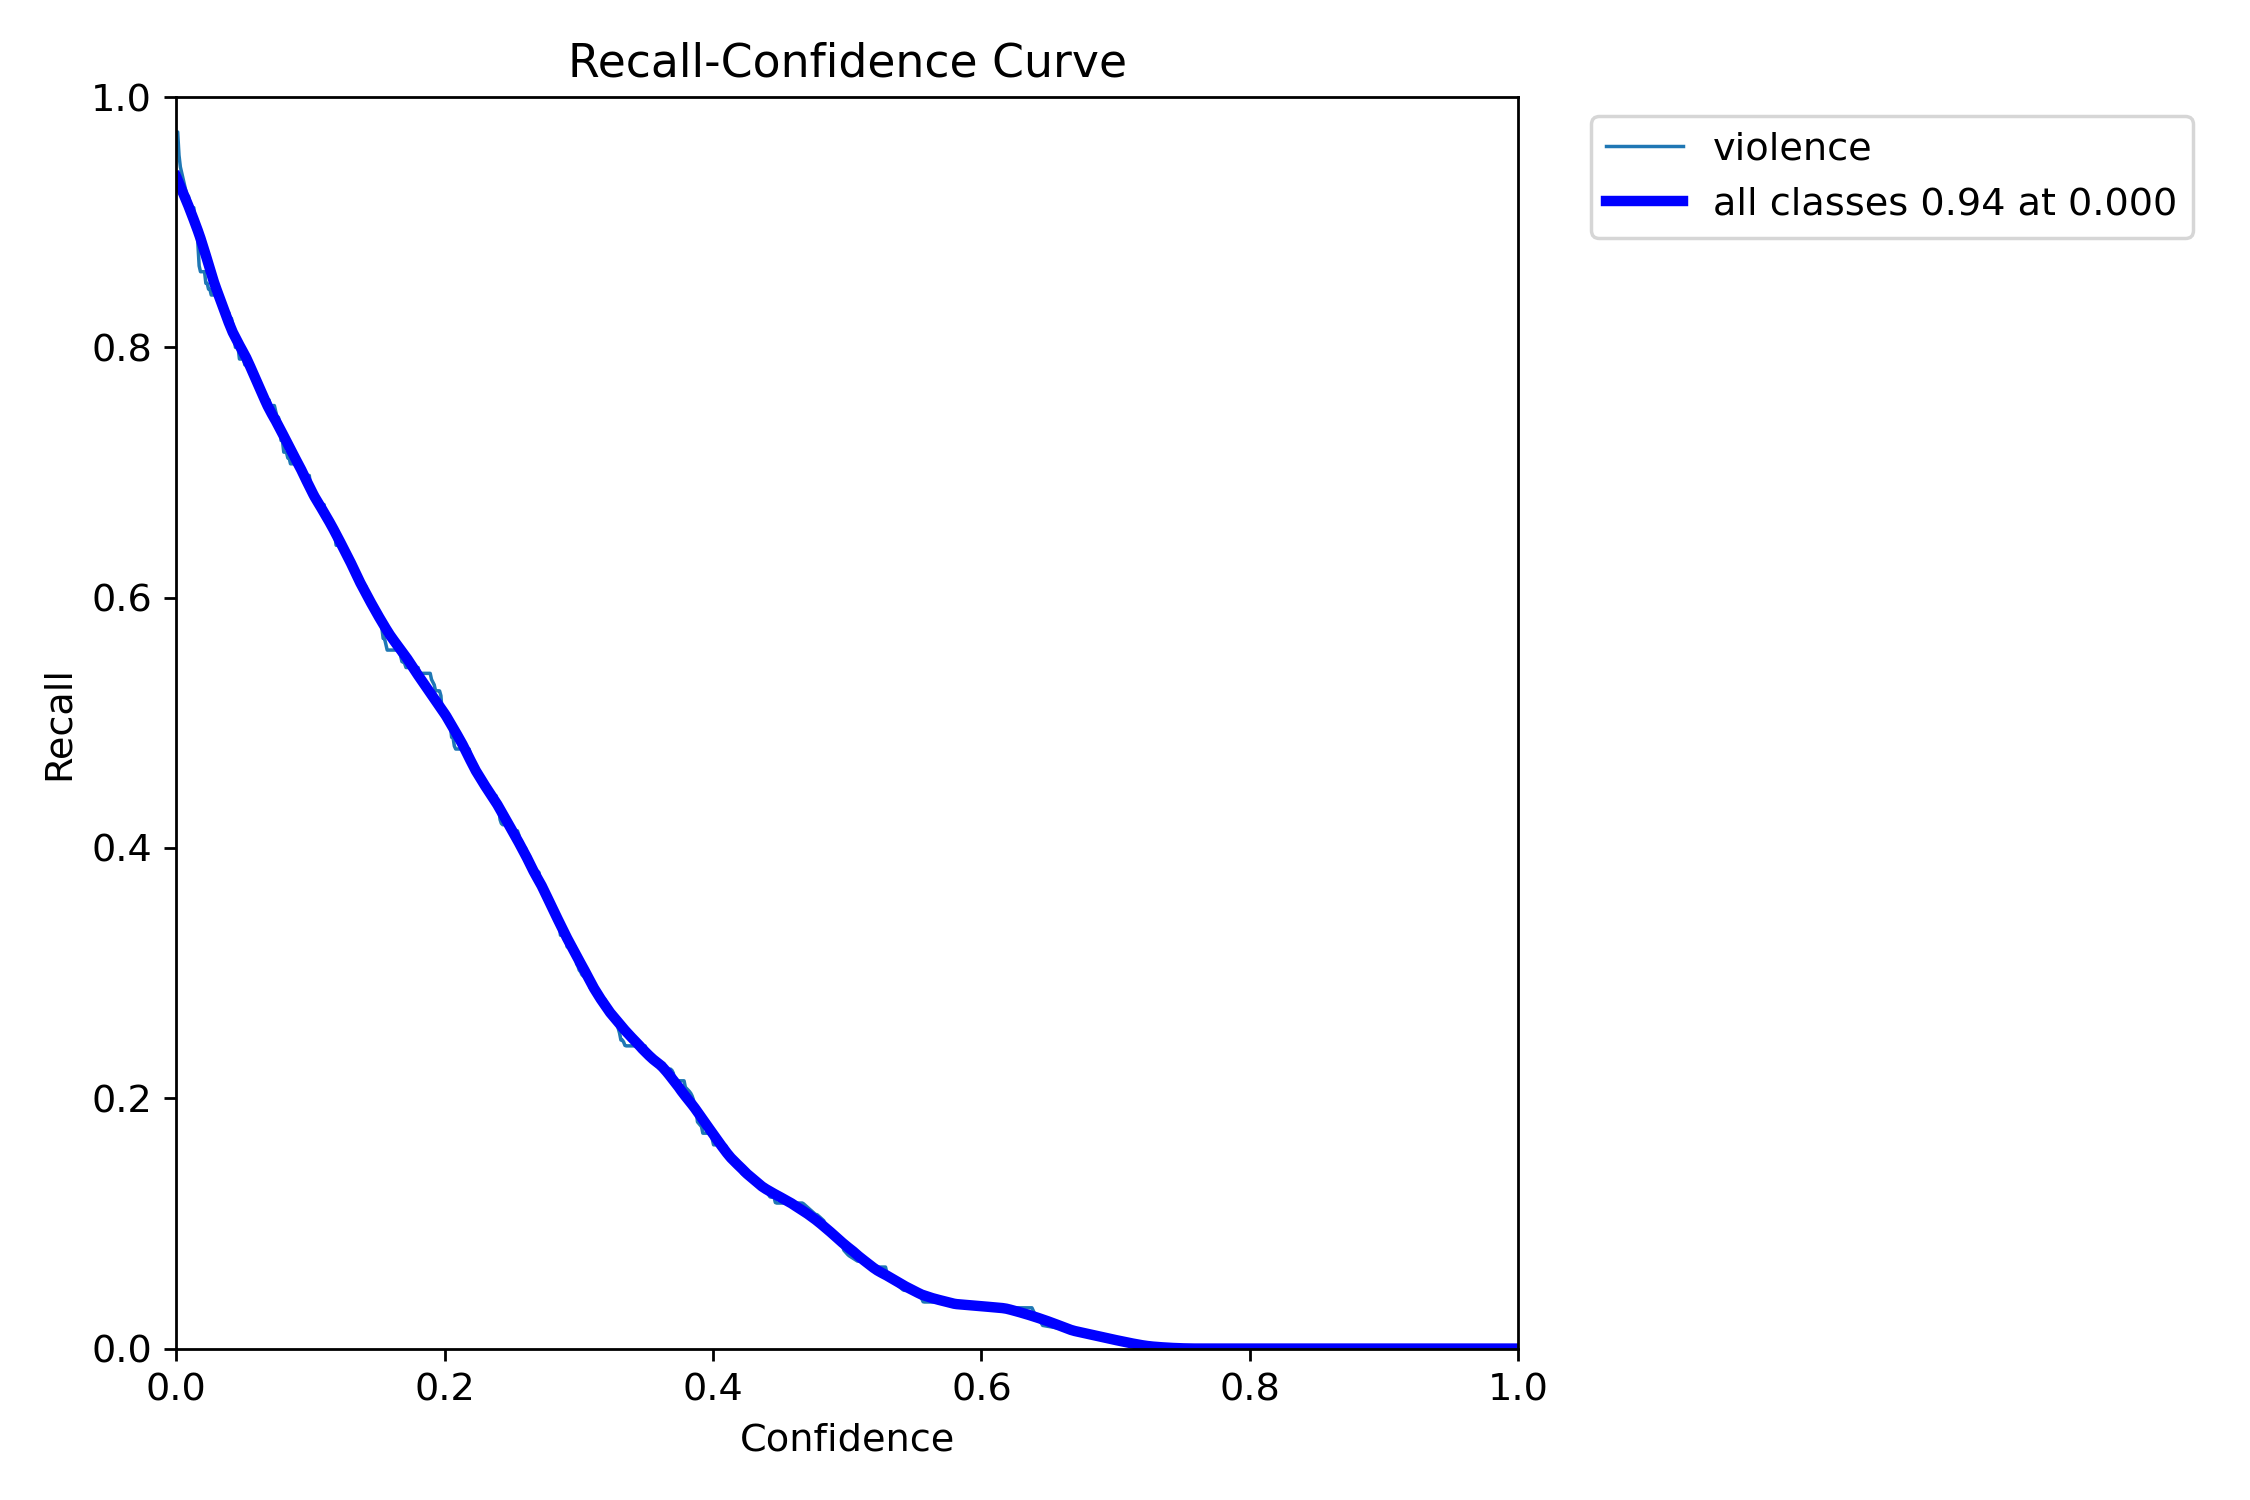 Recall-Confidence Curve
violence
all classes 0.94 at 0.000
1.0
0.8
0.6
0.4
0.2
0.0
Recall
0.0 0.2 0.4 0.6 0.8 1.0
Confidence